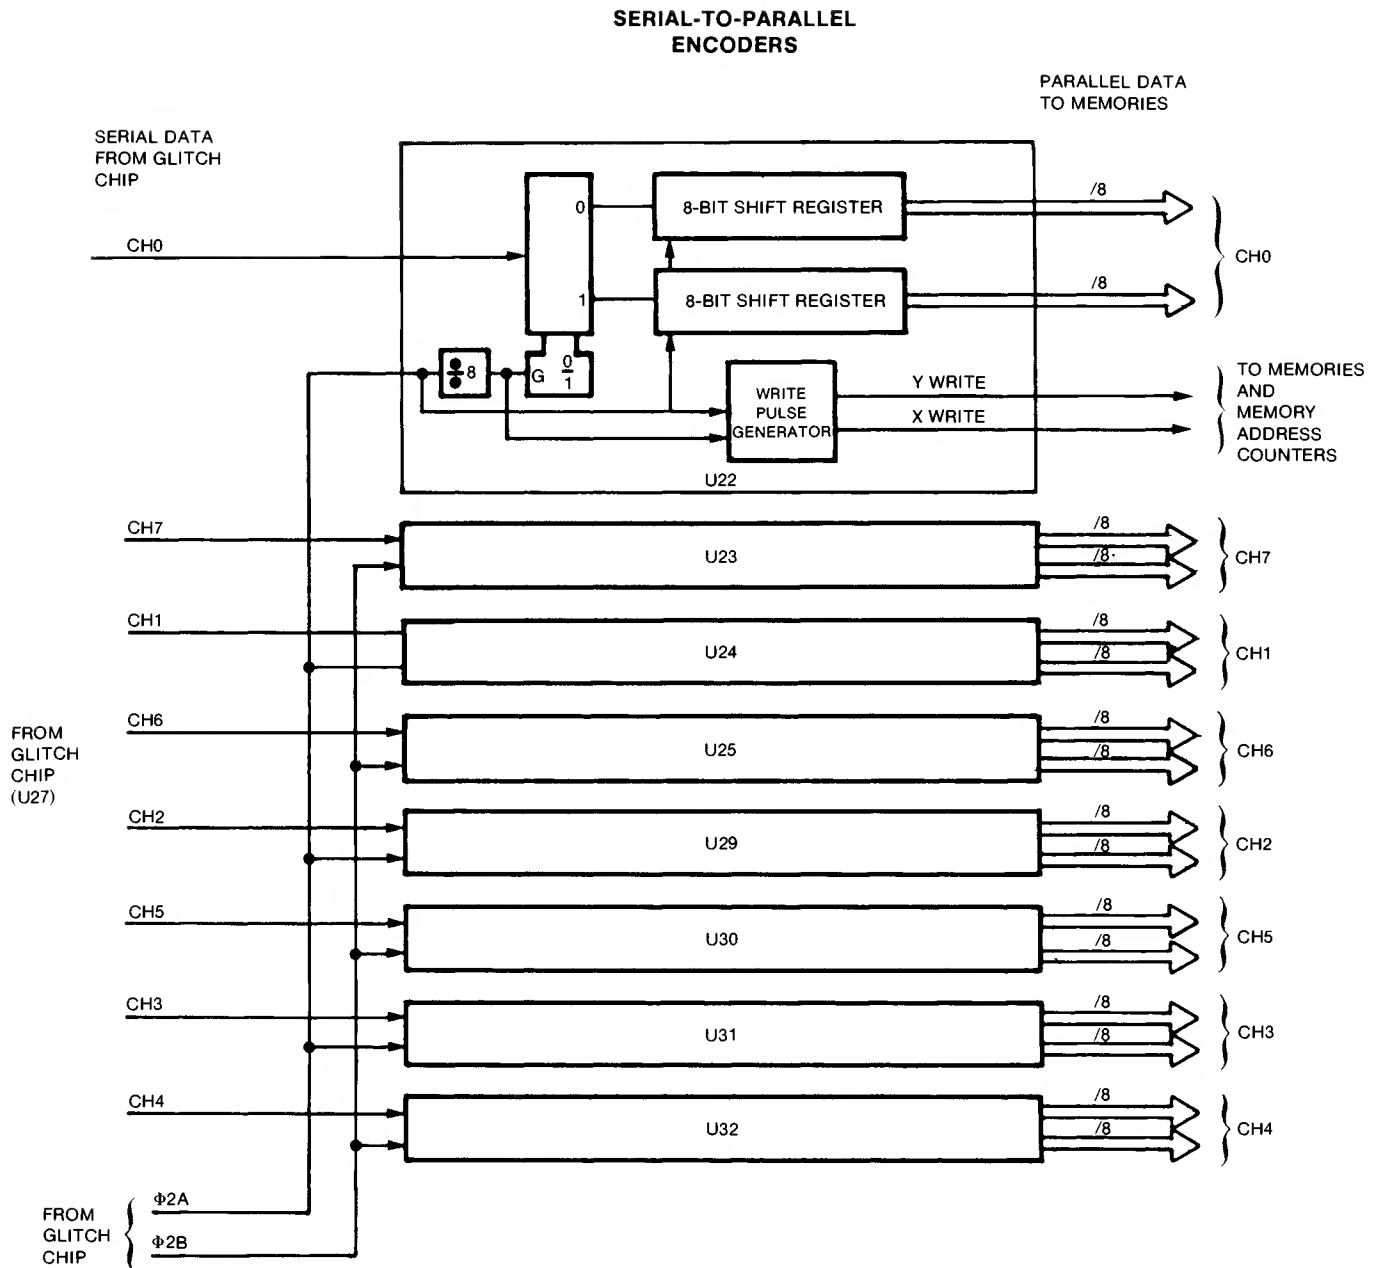 SERIAL-TO-PARALLEL
ENCODERS
PARALLEL DATA
TO MEMORIES
SERIAL DATA
FROM GLITCH
CHIP
0
8-BIT SHIFT REGISTER
/8
CH0
CH0
1
8-BIT SHIFT REGISTER
/8
÷8
G 0
1
WRITE
PULSE
GENERATOR
Y WRITE
X WRITE
TO MEMORIES
AND
MEMORY
ADDRESS
COUNTERS
U22
CH7
U23
/8
/8
CH7
CH1
U24
/8
/8
CH1
FROM
GLITCH
CHIP
(U27)
CH6
U25
/8
/8
CH6
CH2
U29
/8
/8
CH2
CH5
U30
/8
/8
CH5
CH3
U31
/8
/8
CH3
CH4
U32
/8
/8
CH4
FROM
GLITCH
CHIP
Φ2A
Φ2B